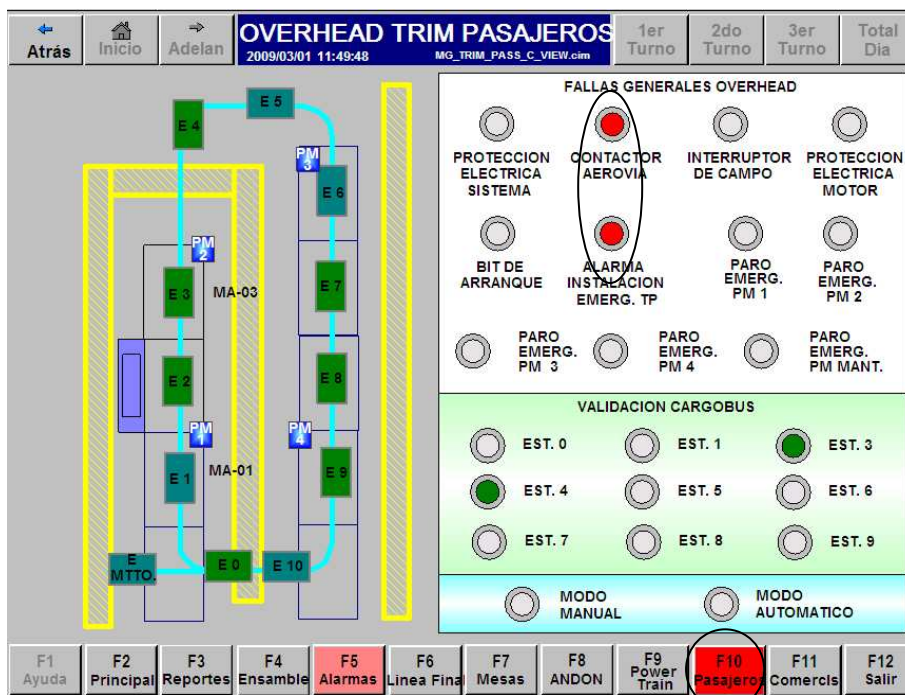 Atrás
Inicio
Adelan
OVERHEAD TRIM PASAJEROS
2009/03/01 11:49:48
MG_TRIM_PASS_C_VIEW.cim
1er
Turno
2do
Turno
3er
Turno
Total
Dia
E 5
E 4
PM
3
E 6
PM
2
E 3
MA-03
E 7
E 2
E 8
PM
1
PM
4
E 1
MA-01
E 9
E
MTTO.
E 0
E 10
FALLAS GENERALES OVERHEAD
PROTECCION
ELECTRICA
SISTEMA
CONTACTOR
AEROVIA
INTERRUPTOR
DE CAMPO
PROTECCION
ELECTRICA
MOTOR
BIT DE
ARRANQUE
ALARMA
INSTALACION
EMERG. TP
PARO
EMERG.
PM 1
PARO
EMERG.
PM 2
PARO
EMERG.
PM 3
PARO
EMERG.
PM 4
PARO
EMERG.
PM MANT.
VALIDACION CARGOBUS
EST. 0
EST. 1
EST. 3
EST. 4
EST. 5
EST. 6
EST. 7
EST. 8
EST. 9
MODO
MANUAL
MODO
AUTOMATICO
F1
Ayuda
F2
Principal
F3
Reportes
F4
Ensamble
F5
Alarmas
F6
Linea Final
F7
Mesas
F8
ANDON
F9
Power
Train
F10
Pasajeros
F11
Comercls
F12
Salir